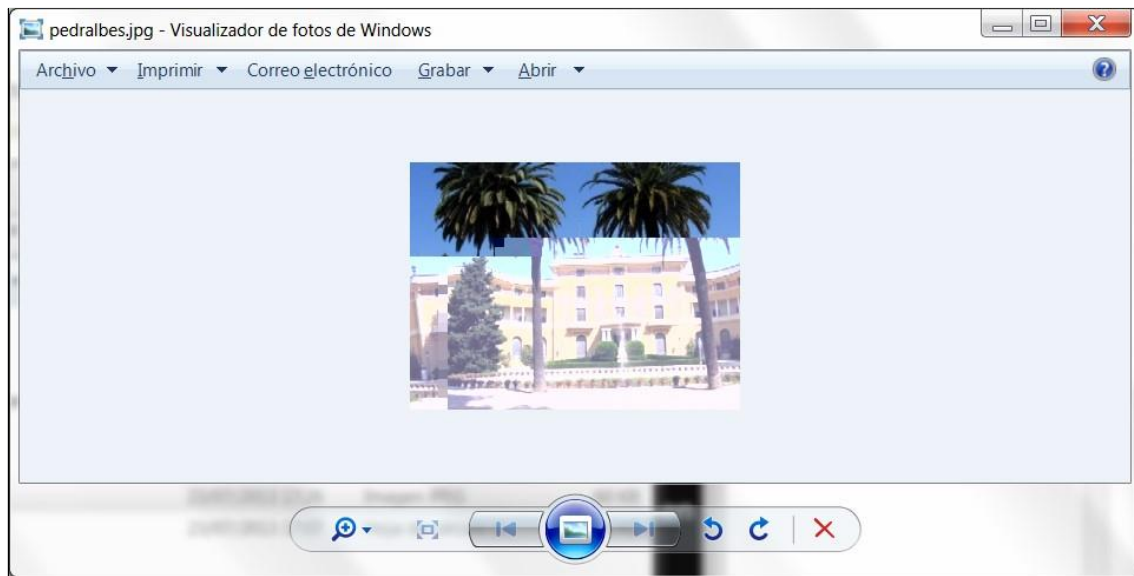 pedralbes.jpg - Visualizador de fotos de Windows
Archivo Imprimir Correo electrónico Grabar Abrir